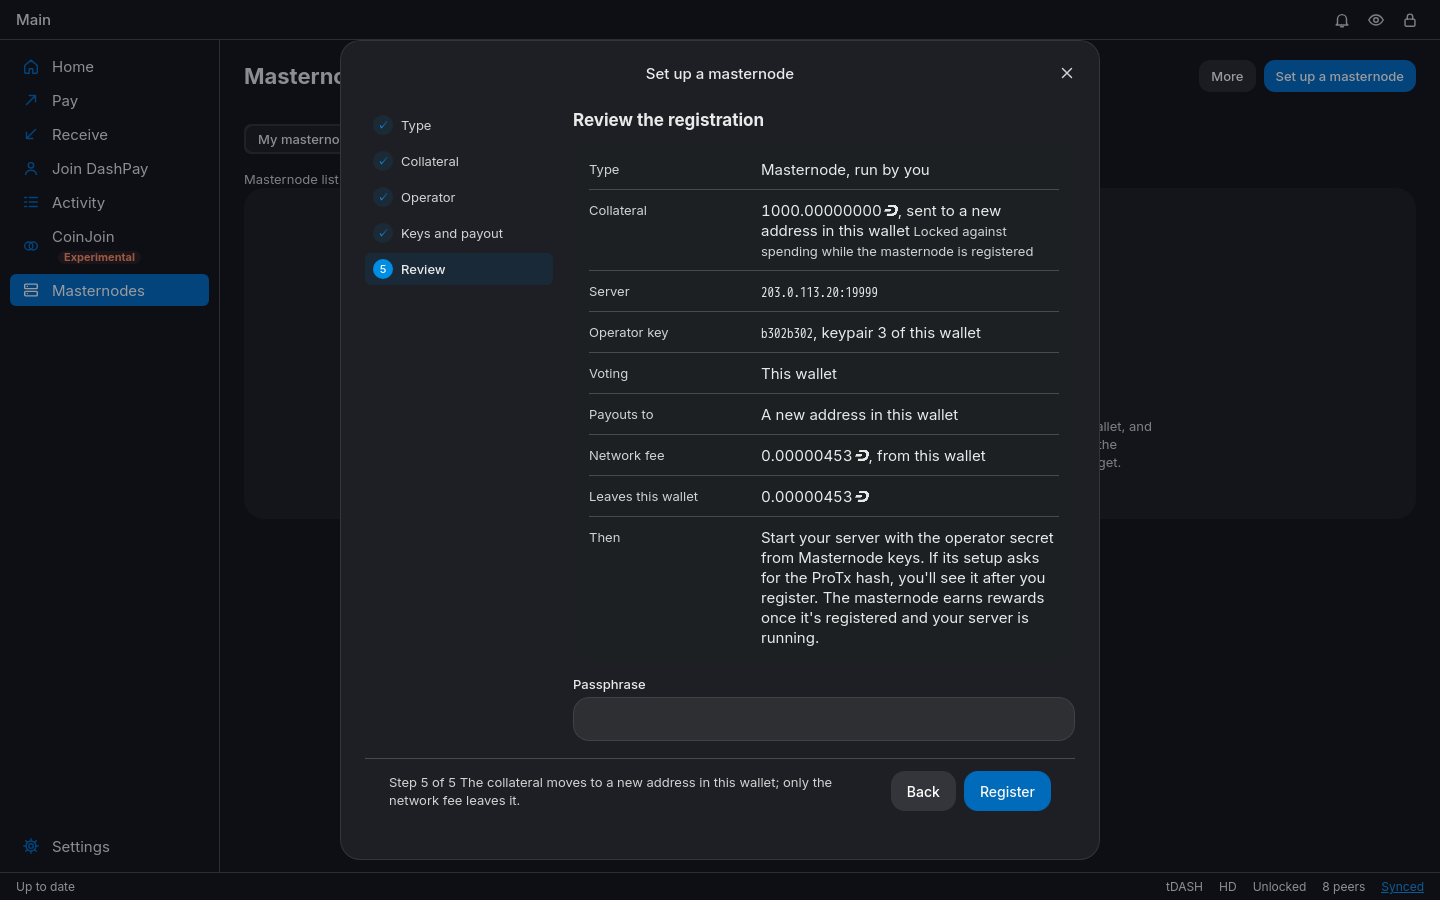 Main
Home
Pay
Receive
Join DashPay
Activity
CoinJoin
Experimental
Masternodes
Settings
More
Set up a masternode
Masternode list
allet, and
the
get.
Set up a masternode
✓ Type
✓ Collateral
✓ Operator
✓ Keys and payout
5 Review
Review the registration
Type Masternode, run by you
Collateral 1000.00000000, sent to a new
address in this wallet Locked against
spending while the masternode is registered
Server 203.0.113.20:19999
Operator key b302b302, keypair 3 of this wallet
Voting This wallet
Payouts to A new address in this wallet
Network fee 0.00000453, from this wallet
Leaves this wallet 0.00000453
Then Start your server with the operator secret
from Masternode keys. If its setup asks
for the ProTx hash, you'll see it after you
register. The masternode earns rewards
once it's registered and your server is
running.
Passphrase
Step 5 of 5 The collateral moves to a new address in this wallet; only the
network fee leaves it.
Back Register
Up to date
tDASH HD Unlocked 8 peers Synced